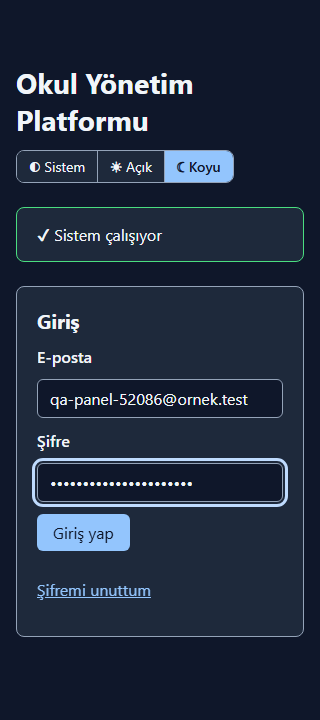 Okul Yönetim
Platformu
◐ Sistem ☀ Açık ☾ Koyu
✓ Sistem çalışıyor
Giriş
E-posta
qa-panel-52086@ornek.test
Şifre
••••••••••••••••••••••
Giriş yap
Şifremi unuttum